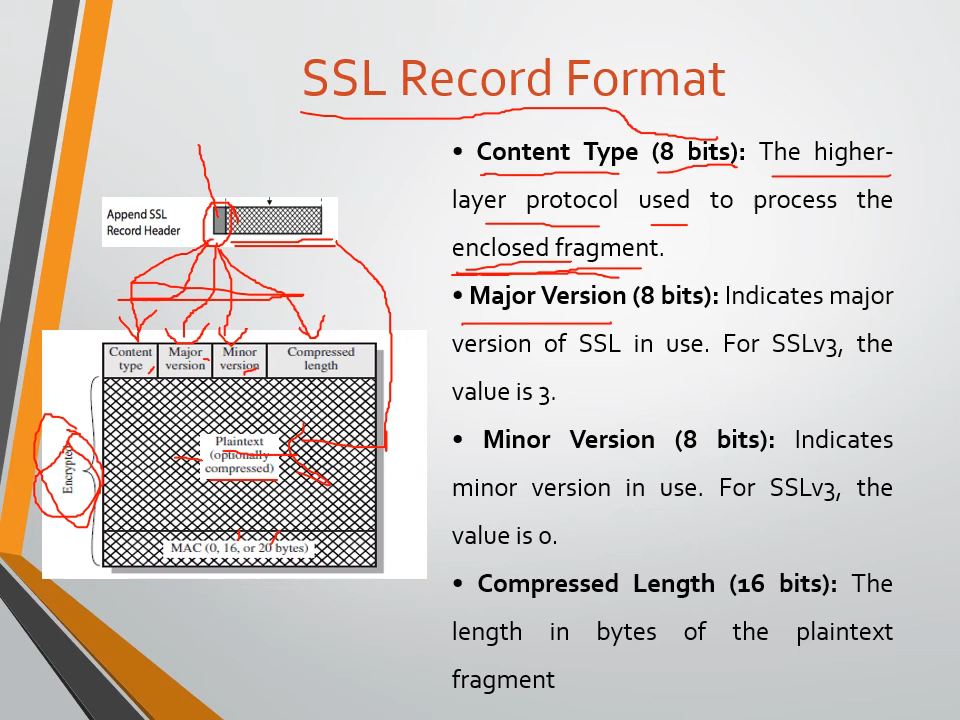 SSL Record Format
Append SSL
Record Header
Content
type
Major
version
Minor
version
Compressed
length
Encrypted
Plaintext
(optionally
compressed)
MAC (0, 16, or 20 bytes)
• Content Type (8 bits): The higher-
layer protocol used to process the
enclosed fragment.
• Major Version (8 bits): Indicates major
version of SSL in use. For SSLv3, the
value is 3.
• Minor Version (8 bits): Indicates
minor version in use. For SSLv3, the
value is 0.
• Compressed Length (16 bits): The
length in bytes of the plaintext
fragment